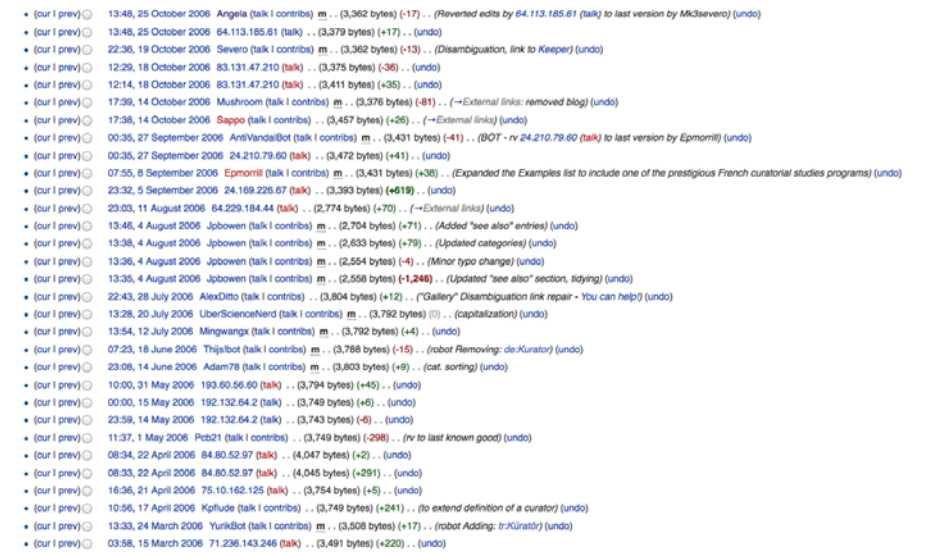 (cur | prev) 13:48, 25 October 2006 Angela (talk | contribs) m . . (3,362 bytes) (-17) . . (Reverted edits by 64.113.185.61 (talk) to last version by Mk3severo) (undo)
(cur | prev) 13:48, 25 October 2006 64.113.185.61 (talk) . . (3,379 bytes) (+17) . . (undo)
(cur | prev) 22:36, 19 October 2006 Severo (talk | contribs) m . . (3,362 bytes) (-13) . . (Disambiguation, link to Keeper) (undo)
(cur | prev) 12:29, 18 October 2006 83.131.47.210 (talk) . . (3,375 bytes) (-36) . . (undo)
(cur | prev) 12:14, 18 October 2006 83.131.47.210 (talk) . . (3,411 bytes) (+35) . . (undo)
(cur | prev) 17:39, 14 October 2006 Mushroom (talk | contribs) m . . (3,376 bytes) (-81) . . (→External links: removed blog) (undo)
(cur | prev) 17:38, 14 October 2006 Sappo (talk | contribs) . . (3,457 bytes) (+26) . . (→External links) (undo)
(cur | prev) 00:35, 27 September 2006 AntiVandalBot (talk | contribs) m . . (3,431 bytes) (-41) . . (BOT - rv 24.210.79.60 (talk) to last version by Epmorrill) (undo)
(cur | prev) 00:35, 27 September 2006 24.210.79.60 (talk) . . (3,472 bytes) (+41) . . (undo)
(cur | prev) 07:55, 8 September 2006 Epmorrill (talk | contribs) m . . (3,431 bytes) (+38) . . (Expanded the Examples list to include one of the prestigious French curatorial studies programs) (undo)
(cur | prev) 23:32, 5 September 2006 24.169.226.67 (talk) . . (3,393 bytes) (+619) . . (undo)
(cur | prev) 23:03, 11 August 2006 64.229.184.44 (talk) . . (2,774 bytes) (+70) . . (→External links) (undo)
(cur | prev) 13:46, 4 August 2006 Jpbowen (talk | contribs) m . . (2,704 bytes) (+71) . . (Added "see also" entries) (undo)
(cur | prev) 13:38, 4 August 2006 Jpbowen (talk | contribs) m . . (2,633 bytes) (+79) . . (Updated categories) (undo)
(cur | prev) 13:36, 4 August 2006 Jpbowen (talk | contribs) m . . (2,554 bytes) (-4) . . (Minor typo change) (undo)
(cur | prev) 13:35, 4 August 2006 Jpbowen (talk | contribs) m . . (2,558 bytes) (-1,246) . . (Updated "see also" section, tidying) (undo)
(cur | prev) 22:43, 28 July 2006 AlexDitto (talk | contribs) . . (3,804 bytes) (+12) . . ("Gallery" Disambiguation link repair - You can help!) (undo)
(cur | prev) 13:28, 20 July 2006 UberScienceNerd (talk | contribs) m . . (3,792 bytes) (0) . . (capitalization) (undo)
(cur | prev) 13:54, 12 July 2006 Mingwangx (talk | contribs) m . . (3,792 bytes) (+4) . . (undo)
(cur | prev) 07:23, 18 June 2006 Thijs!bot (talk | contribs) m . . (3,788 bytes) (-15) . . (robot Removing: de:Kurator) (undo)
(cur | prev) 23:08, 14 June 2006 Adam78 (talk | contribs) m . . (3,803 bytes) (+9) . . (cat. sorting) (undo)
(cur | prev) 10:00, 31 May 2006 193.60.56.60 (talk) . . (3,794 bytes) (+45) . . (undo)
(cur | prev) 00:00, 15 May 2006 192.132.64.2 (talk) . . (3,749 bytes) (+6) . . (undo)
(cur | prev) 23:59, 14 May 2006 192.132.64.2 (talk) . . (3,743 bytes) (-6) . . (undo)
(cur | prev) 11:37, 1 May 2006 Pcb21 (talk | contribs) . . (3,749 bytes) (-298) . . (rv to last known good) (undo)
(cur | prev) 08:34, 22 April 2006 84.80.52.97 (talk) . . (4,047 bytes) (+2) . . (undo)
(cur | prev) 08:33, 22 April 2006 84.80.52.97 (talk) . . (4,045 bytes) (+291) . . (undo)
(cur | prev) 16:36, 21 April 2006 75.10.162.125 (talk) . . (3,754 bytes) (+5) . . (undo)
(cur | prev) 10:56, 17 April 2006 Kpflude (talk | contribs) . . (3,749 bytes) (+241) . . (to extend definition of a curator) (undo)
(cur | prev) 13:33, 24 March 2006 YurikBot (talk | contribs) m . . (3,508 bytes) (+17) . . (robot Adding: tr:Küratör) (undo)
(cur | prev) 03:58, 15 March 2006 71.236.143.246 (talk) . . (3,491 bytes) (+220) . . (undo)